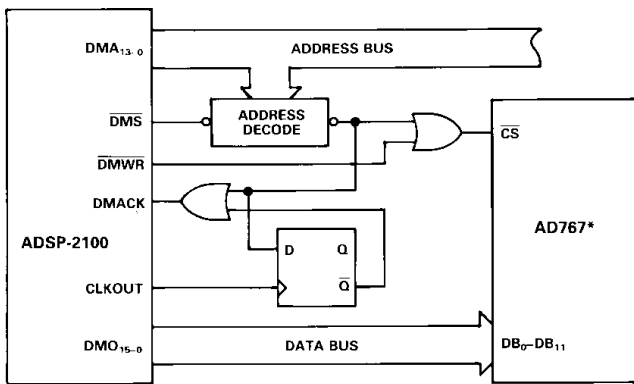 DMA₁₃₋₀
ADDRESS BUS
DMS
ADDRESS
DECODE
CS
DMWR
DMACK
ADSP-2100
AD767*
D
Q
CLKOUT
Q
DMO₁₅₋₀
DATA BUS
DB₀–DB₁₁